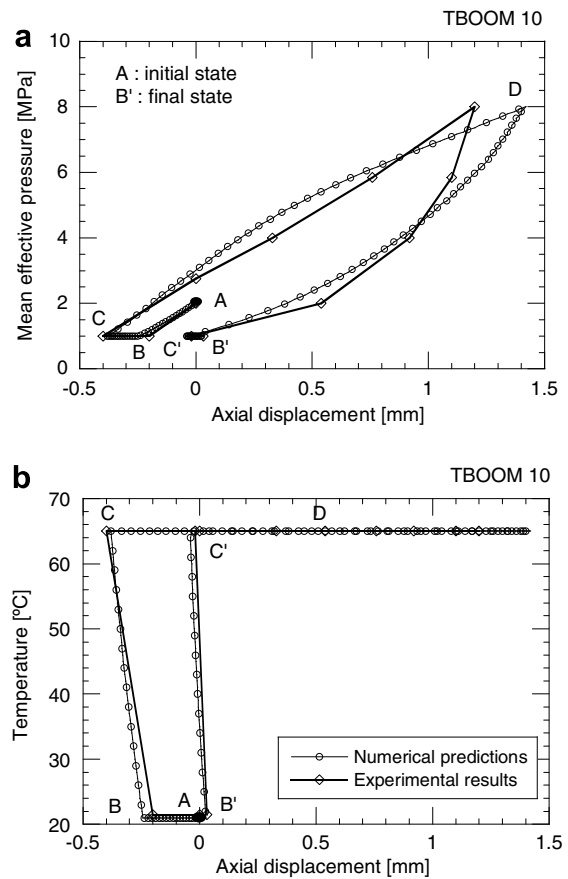 TBOOM 10
a
A : initial state
B' : final state
D
10
8
6
4
2
0
Mean effective pressure [MPa]
A
C
B
C'
B'
-0.5
0
0.5
1
1.5
Axial displacement [mm]
b
TBOOM 10
70
60
50
40
30
20
Temperature [ºC]
C
D
C'
B
A
B'
Numerical predictions
Experimental results
-0.5
0
0.5
1
1.5
Axial displacement [mm]